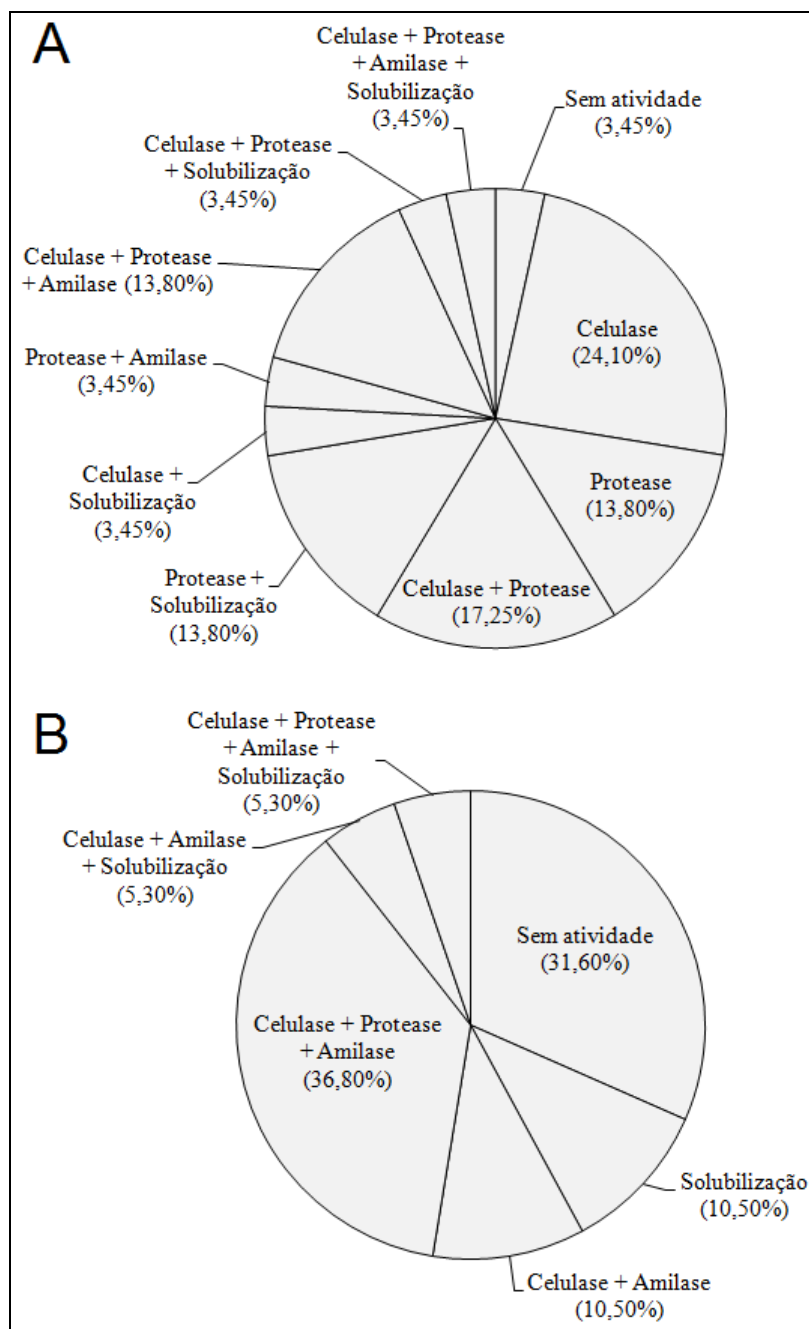 A
Celulase + Protease
+ Amilase +
Solubilização
(3,45%)
Sem atividade
(3,45%)
Celulase + Protease
+ Solubilização
(3,45%)
Celulase + Protease
+ Amilase (13,80%)
Celulase
(24,10%)
Protease + Amilase
(3,45%)
Protease
(13,80%)
Celulase +
Solubilização
(3,45%)
Protease +
Solubilização
(13,80%)
Celulase + Protease
(17,25%)
B
Celulase + Protease
+ Amilase +
Solubilização
(5,30%)
Celulase + Amilase
+ Solubilização
(5,30%)
Sem atividade
(31,60%)
Celulase + Protease
+ Amilase
(36,80%)
Solubilização
(10,50%)
Celulase + Amilase
(10,50%)